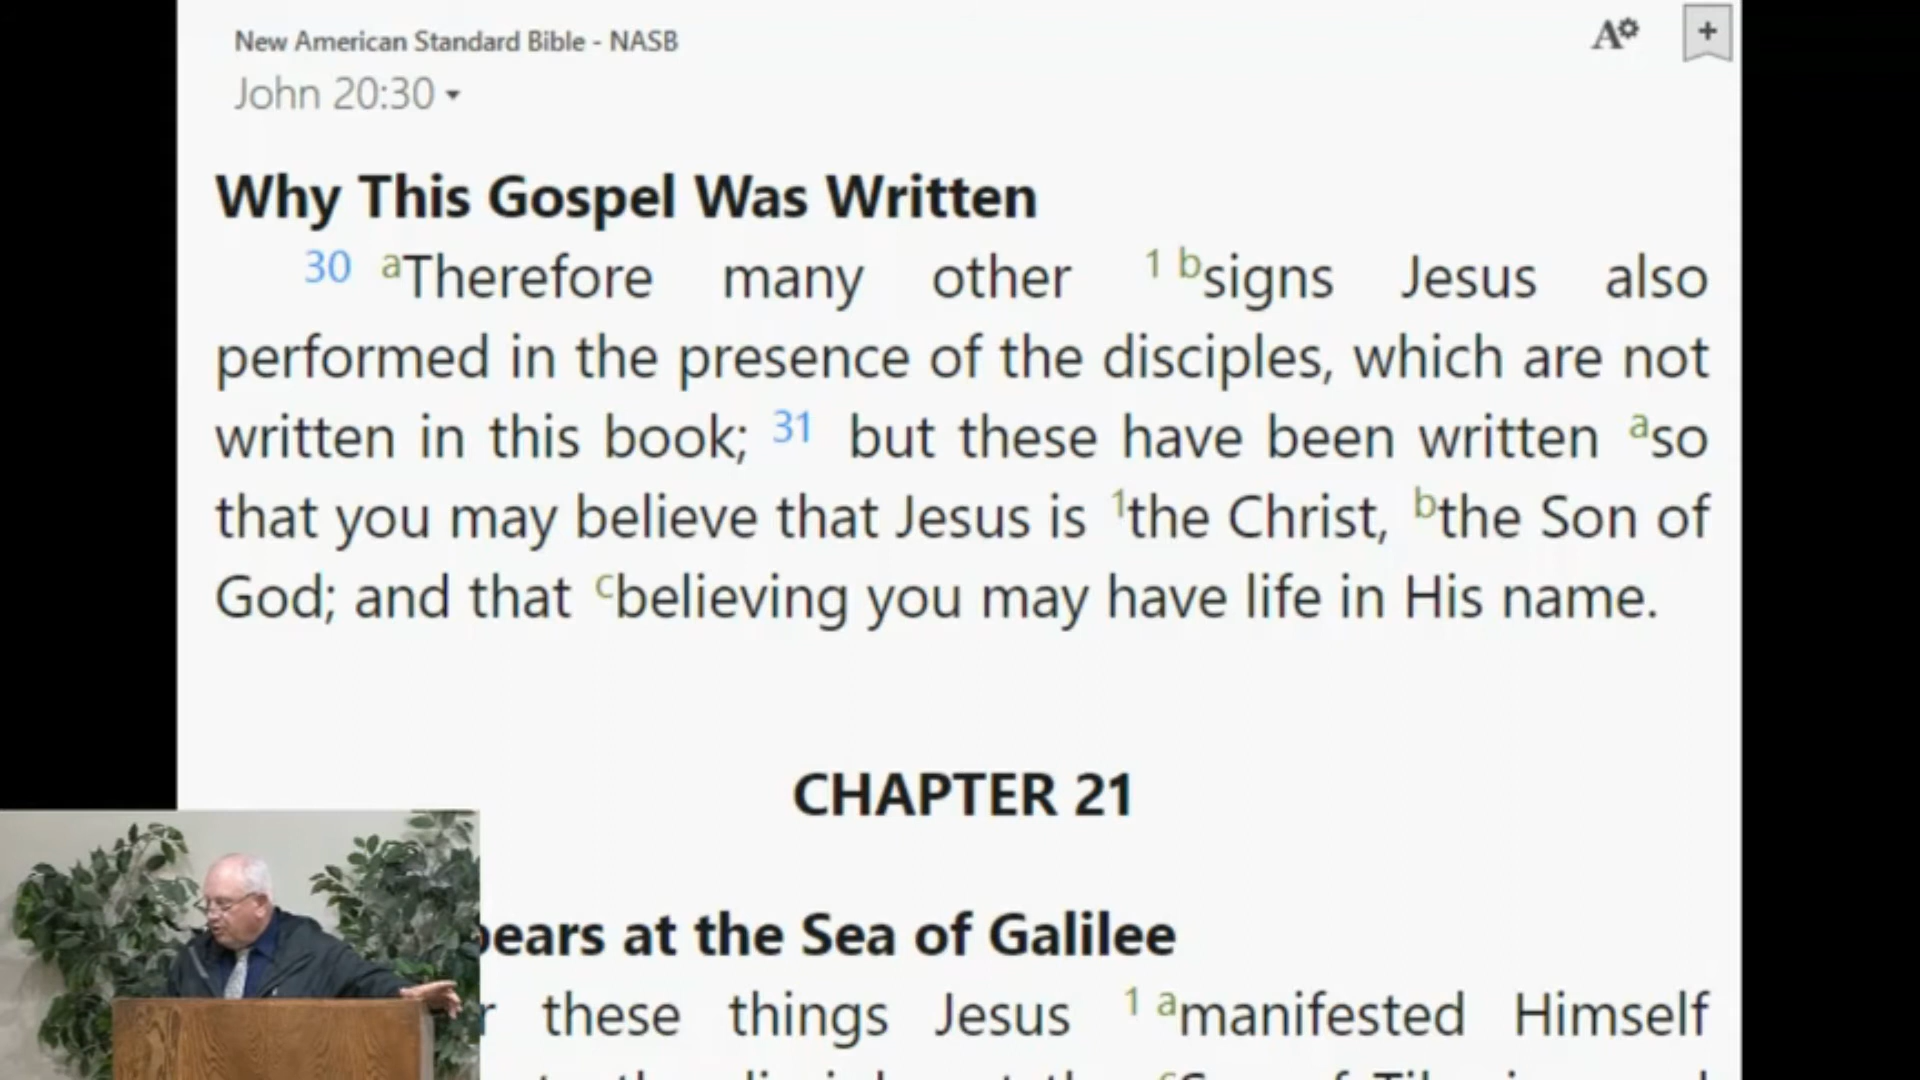 New American Standard Bible - NASB
John 20:30
Why This Gospel Was Written
30 aTherefore many other 1 bsigns Jesus also
performed in the presence of the disciples, which are not
written in this book; 31 but these have been written aso
that you may believe that Jesus is 1the Christ, bthe Son of
God; and that cbelieving you may have life in His name.
CHAPTER 21
pears at the Sea of Galilee
r these things Jesus 1 amanifested Himself